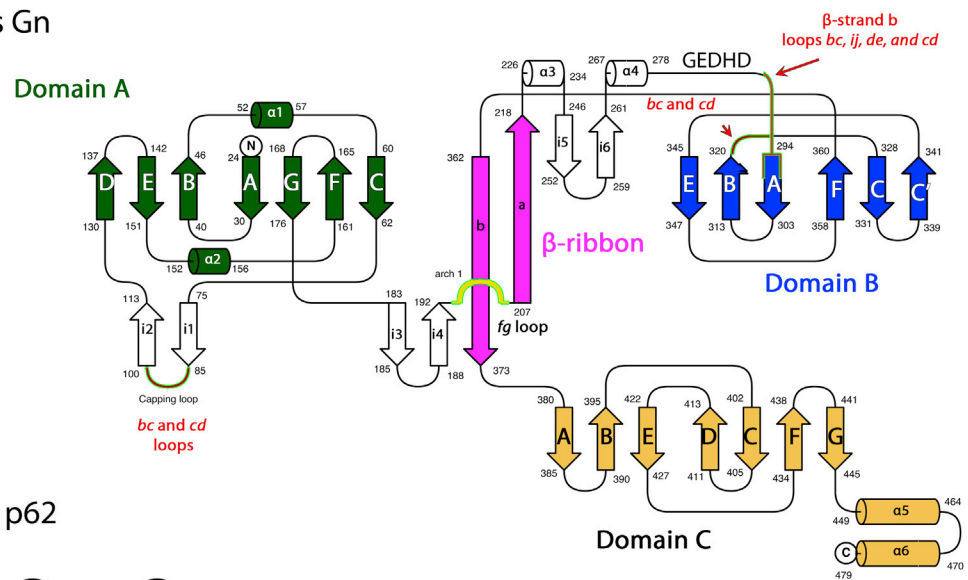 s Gn
Domain A
β-strand b
loops bc, ij, de, and cd
226 α3 234 267 α4 278 GEDHD
52 α1 57 246 261 bc and cd
218 i5 i6
N
137 142 46 24 168 165 60 362 252 259 345 320 294 360 328 341
D E B A G F C a E B A F C C'
130 151 40 30 176 161 62 b 347 313 303 358 331 339
β-ribbon
152 α2 156
Domain B
113 75 arch 1
i2 i1 183 192 207
i3 i4 fg loop
100 85 185 188 373
Capping loop
bc and cd
loops
380 395 422 413 402 438 441
A B E D C F G
385 390 427 411 405 434 445
449 α5 464
p62
Domain C
C α6 470
479